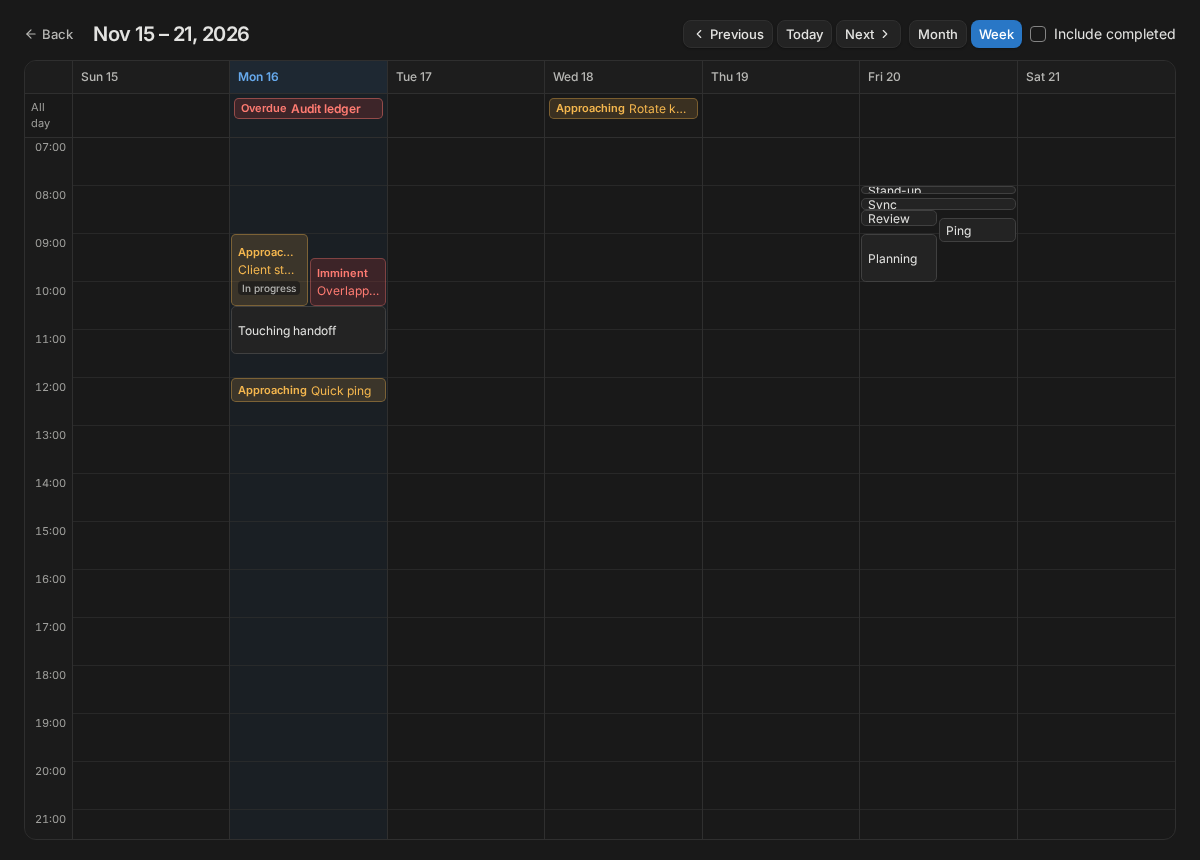 Back
Nov 15 – 21, 2026
Previous
Today
Next
Month
Week
Include completed
Sun 15
Mon 16
Tue 17
Wed 18
Thu 19
Fri 20
Sat 21
All day
Overdue Audit ledger
Approaching Rotate k...
07:00
08:00
Stand-up
Sync
Review
Ping
09:00
Approac...
Client st...
In progress
Imminent
Overlapp...
Planning
10:00
Touching handoff
11:00
12:00
Approaching Quick ping
13:00
14:00
15:00
16:00
17:00
18:00
19:00
20:00
21:00